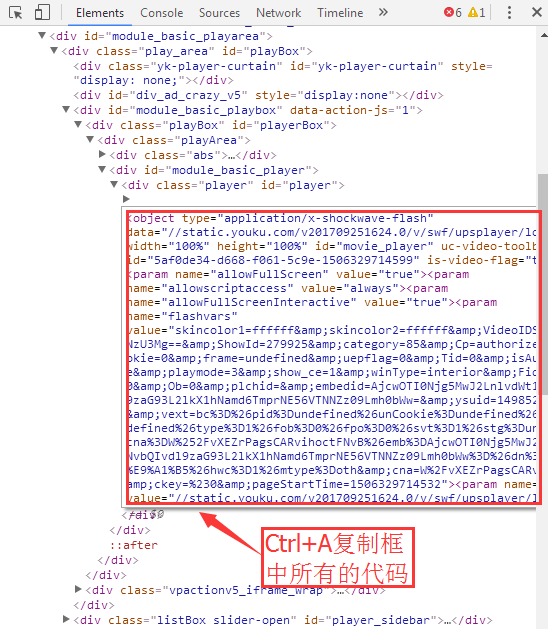 Elements Console Sources Network Timeline » 6 1
<div id="module_basic_playarea">
<div class="play_area" id="playBox">
<div class="yk-player-curtain" id="yk-player-curtain" style=
"display: none;"></div>
<div id="div_ad_crazy_v5" style="display:none"></div>
<div id="module_basic_playbox" data-action-js="1">
<div class="playBox" id="playerBox">
<div class="playArea">
<div class="abs">…</div>
<div id="module_basic_player">
<div class="player" id="player">
<object type="application/x-shockwave-flash"
data="//static.youku.com/v201709251624.0/v/swf/upsplayer/lo
width="100%" height="100%" id="movie_player" uc-video-toolb
id="5af0de34-d668-f061-5c9e-1506329714599" is-video-flag="t
<param name="allowFullScreen" value="true"><param
name="allowscriptaccess" value="always"><param
name="allowFullScreenInteractive" value="true"><param
name="flashvars"
value="skincolor1=ffffff&amp;skincolor2=ffffff&amp;VideoIDS
NzU3Mg==&amp;ShowId=279925&amp;category=85&amp;Cp=authorize
okie=0&amp;frame=undefined&amp;uepflag=0&amp;Tid=0&amp;isAu
e&amp;playmode=3&amp;show_ce=1&amp;winType=interior&amp;Fid
0&amp;Ob=0&amp;plchid=&amp;embedid=AjcwOTI0Njg5MwJ2LnlvdWt1
9zaG93L21kX1hNamd6TmprNE56VTNNZz09Lmh0bWw=&amp;ysuid=149852
&amp;vext=bc%3D%26pid%3Dundefined%26unCookie%3Dundefined%26
defined%26type%3D1%26fob%3D0%26fpo%3D0%26svt%3D1%26stg%3Dun
cna%3DW%252FvXEZrPagsCARvihoctFNvB%26emb%3DAjcwOTI0Njg5MwJ2
NvbQIvdl9zaG93L21kX1hNamd6TmprNE56VTNNZz09Lmh0bWw%3D%26dn%3
%E9%A1%B5%26hwc%3D1%26mtype%3Doth&amp;cna=W%2FvXEZrPagsCARv
&amp;ckey=%230&amp;pageStartTime=1506329714532"><param name=
value="//static.youku.com/v201709251624.0/v/swf/upsplayer/l
</div>
</div>
::after
</div>
</div>
<div class="vpactionv5_iframe_wrap">…</div>
</div>
<div class="listBox slider-open" id="player_sidebar">…</div>
Ctrl+A复制框
中所有的代码